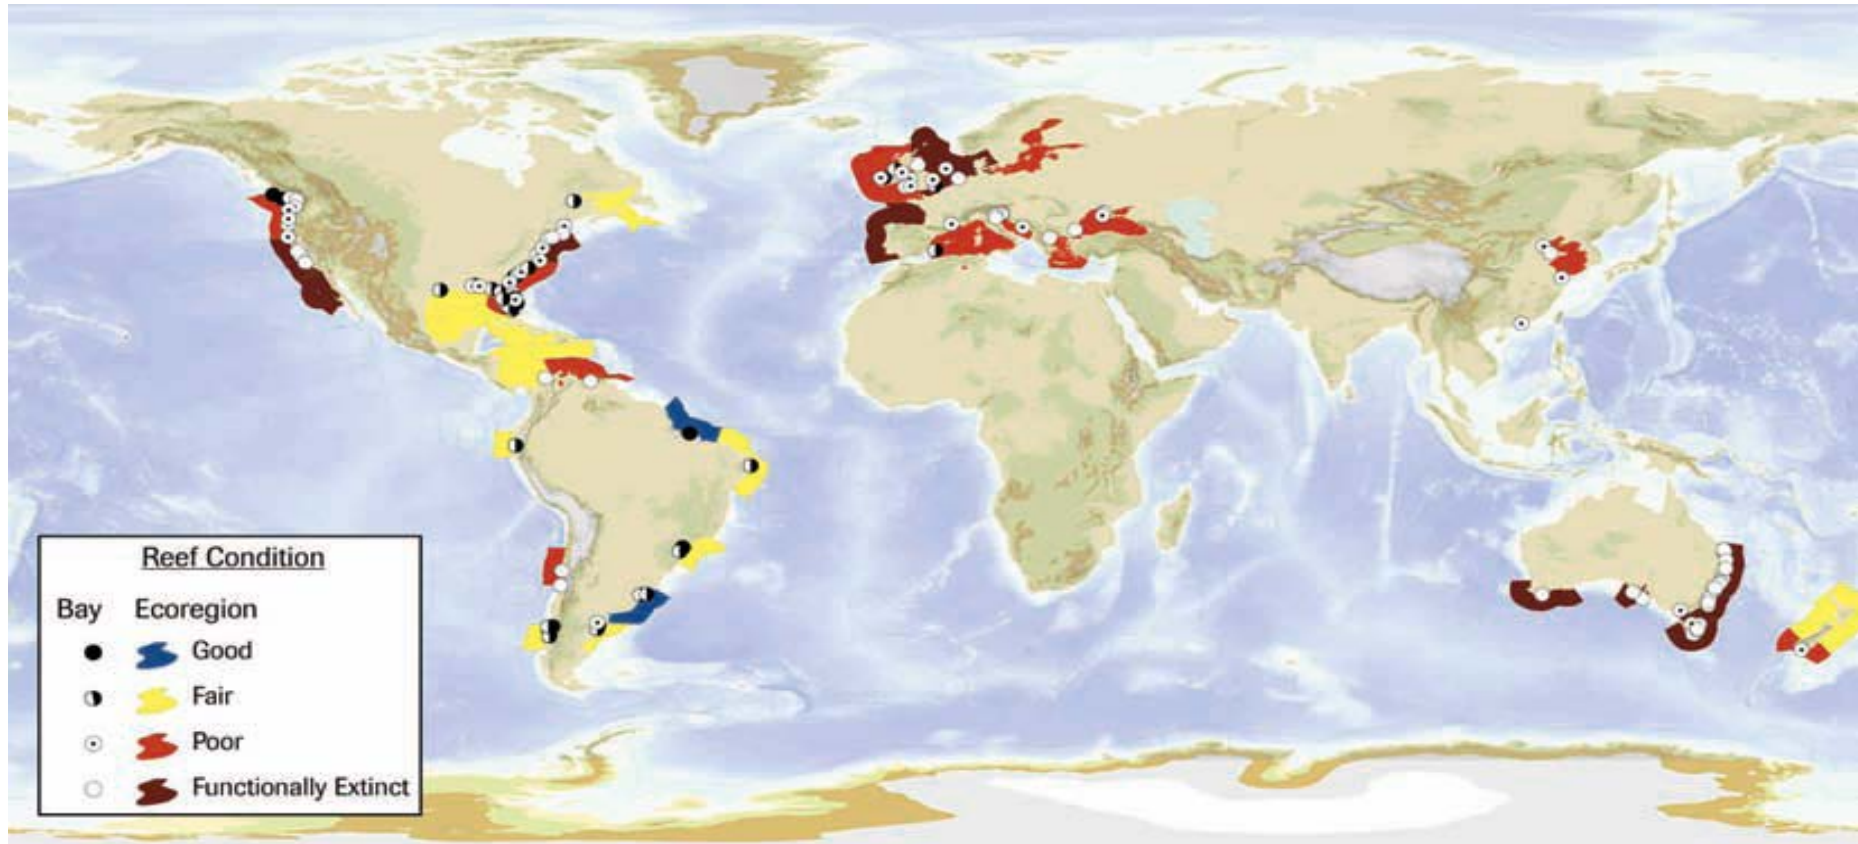 Reef Condition
Bay Ecoregion
Good
Fair
Poor
Functionally Extinct